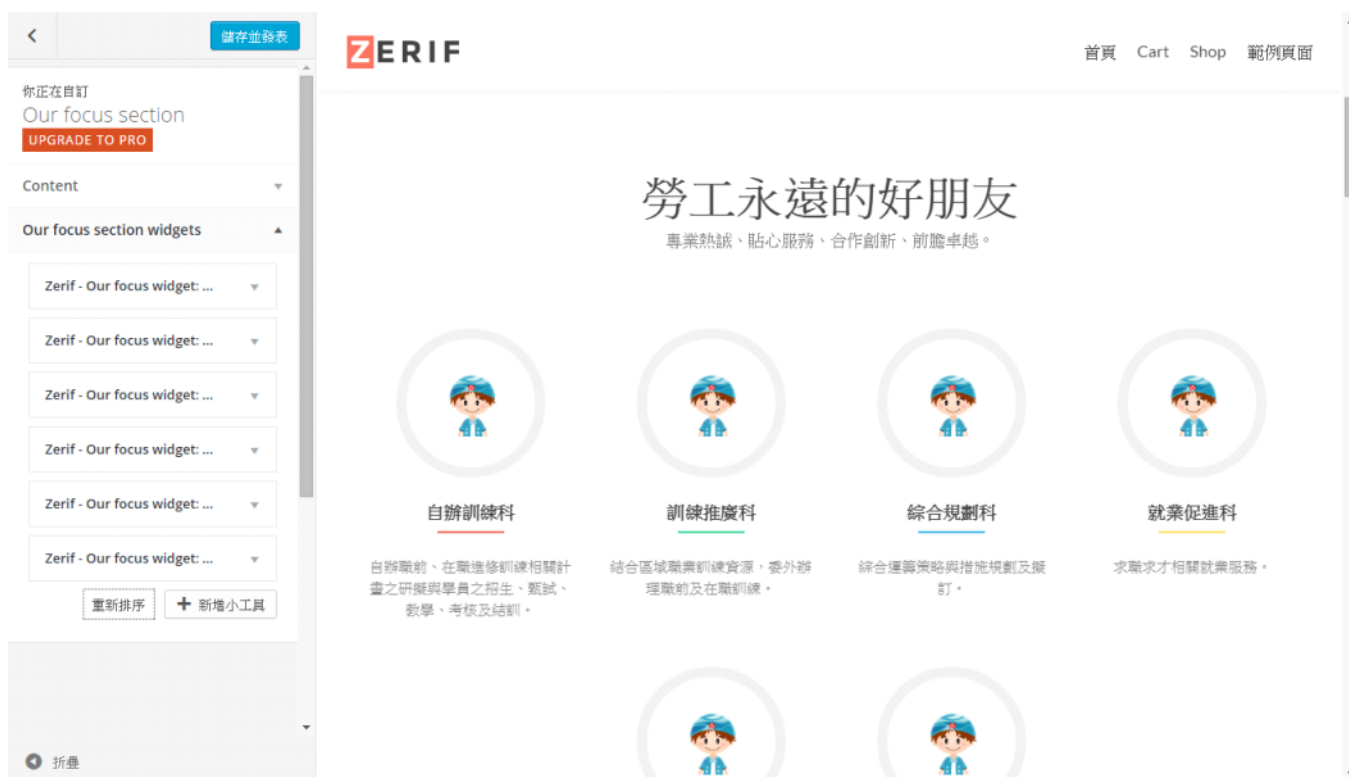 儲存並發表
你正在自訂
Our focus section
UPGRADE TO PRO
Content
Our focus section widgets
Zerif - Our focus widget: ...
Zerif - Our focus widget: ...
Zerif - Our focus widget: ...
Zerif - Our focus widget: ...
Zerif - Our focus widget: ...
Zerif - Our focus widget: ...
重新排序 + 新增小工具
折疊
ZERIF
首頁 Cart Shop 範例頁面
勞工永遠的好朋友
專業熱誠、貼心服務、合作創新、前瞻卓越。
自辦訓練科
自辦職前、在職進修訓練相關計
畫之研擬與學員之招生、甄試、
教學、考核及結訓。
訓練推廣科
結合區域職業訓練資源，委外辦
理職前及在職訓練。
綜合規劃科
綜合運籌策略與措施規劃及擬
訂。
就業促進科
求職求才相關就業服務。